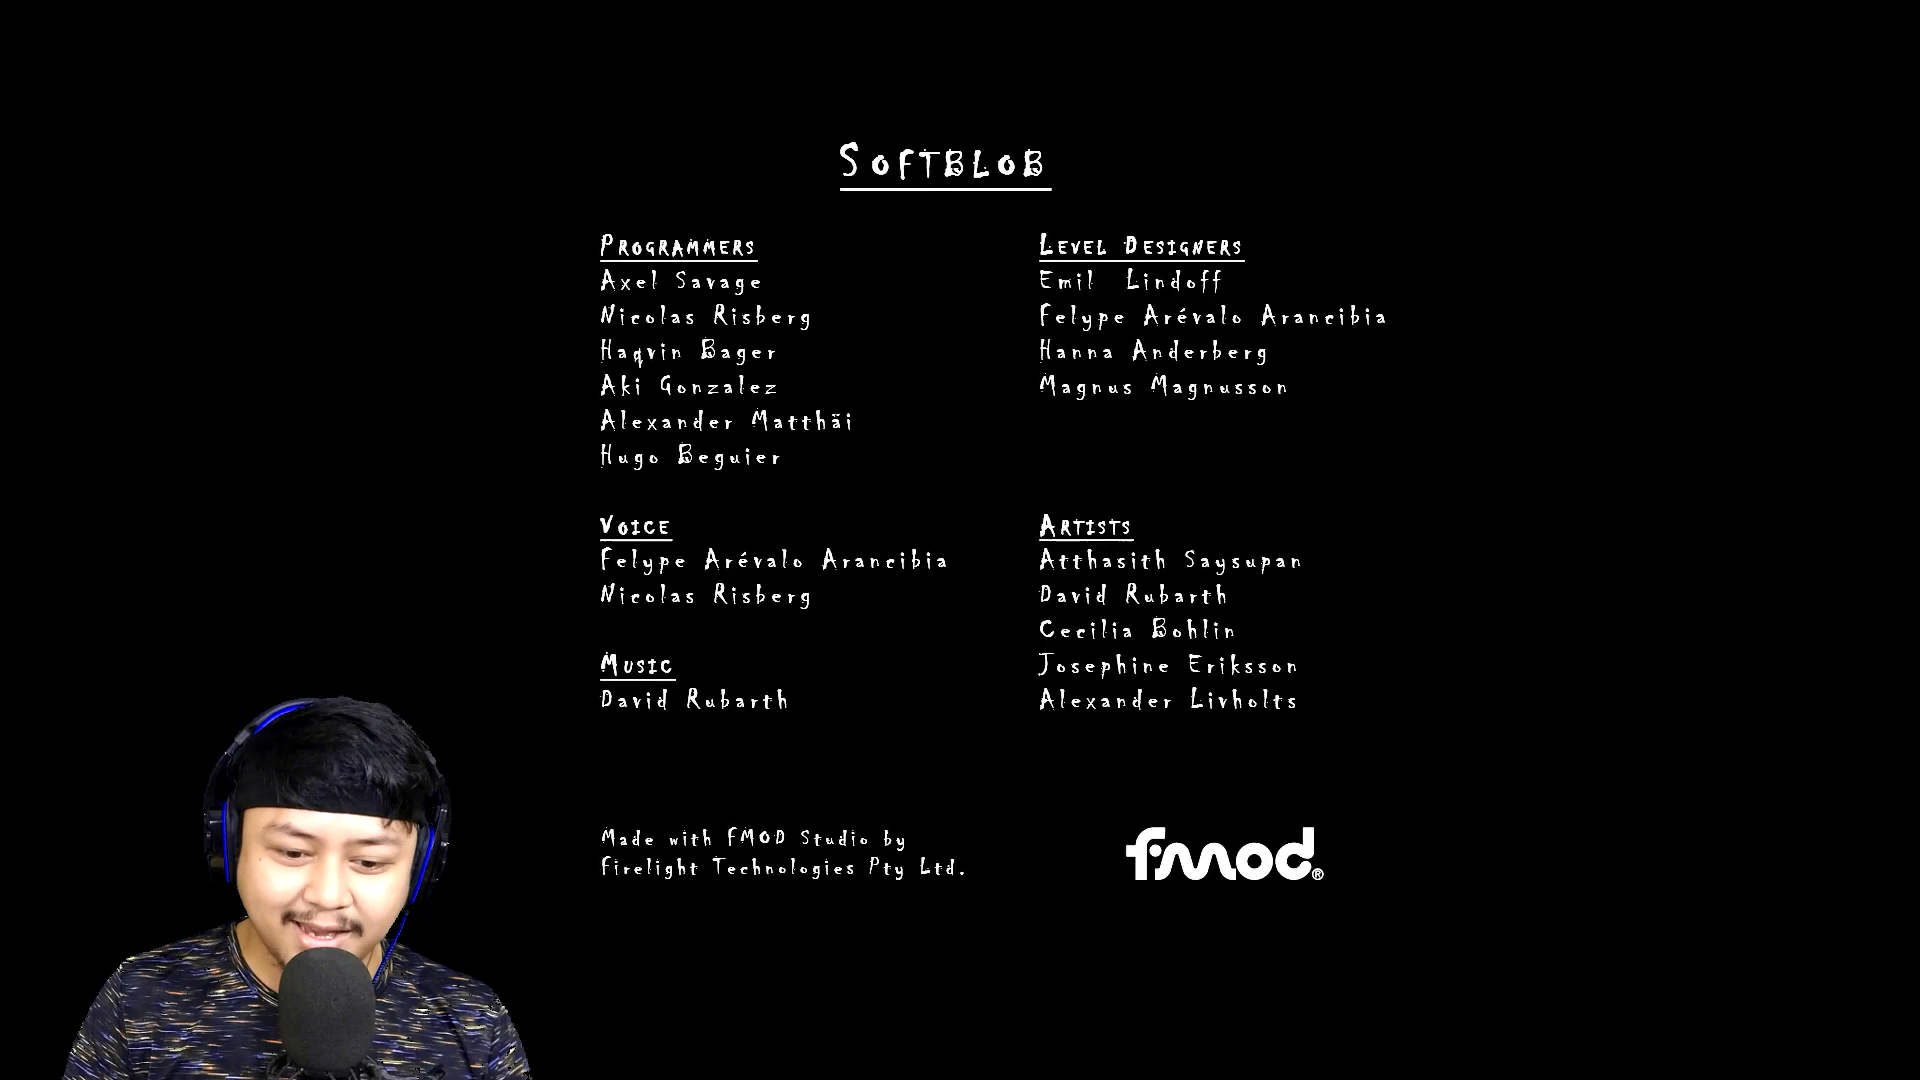 Softblob
Programmers
Axel Savage
Nicolas Risberg
Haqvin Bager
Aki Gonzalez
Alexander Matthäi
Hugo Beguier
Level Designers
Emil Lindoff
Felype Arévalo Arancibia
Hanna Anderberg
Magnus Magnusson
Voice
Felype Arévalo Arancibia
Nicolas Risberg
Music
David Rubarth
Artists
Atthasith Saysupan
David Rubarth
Cecilia Bohlin
Josephine Eriksson
Alexander Livholts
Made with FMOD Studio by
Firelight Technologies Pty Ltd.
fmod®